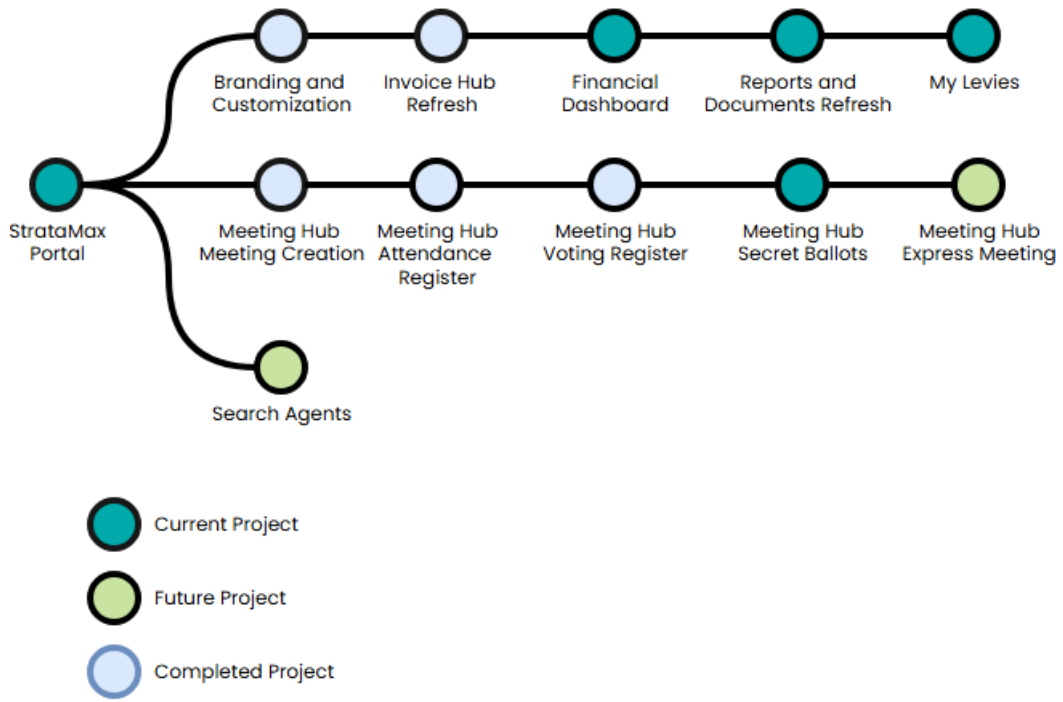 Branding and
Customization
Invoice Hub
Refresh
Financial
Dashboard
Reports and
Documents Refresh
My Levies
StrataMax
Portal
Meeting Hub
Meeting Creation
Meeting Hub
Attendance
Register
Meeting Hub
Voting Register
Meeting Hub
Secret Ballots
Meeting Hub
Express Meeting
Search Agents
Current Project
Future Project
Completed Project